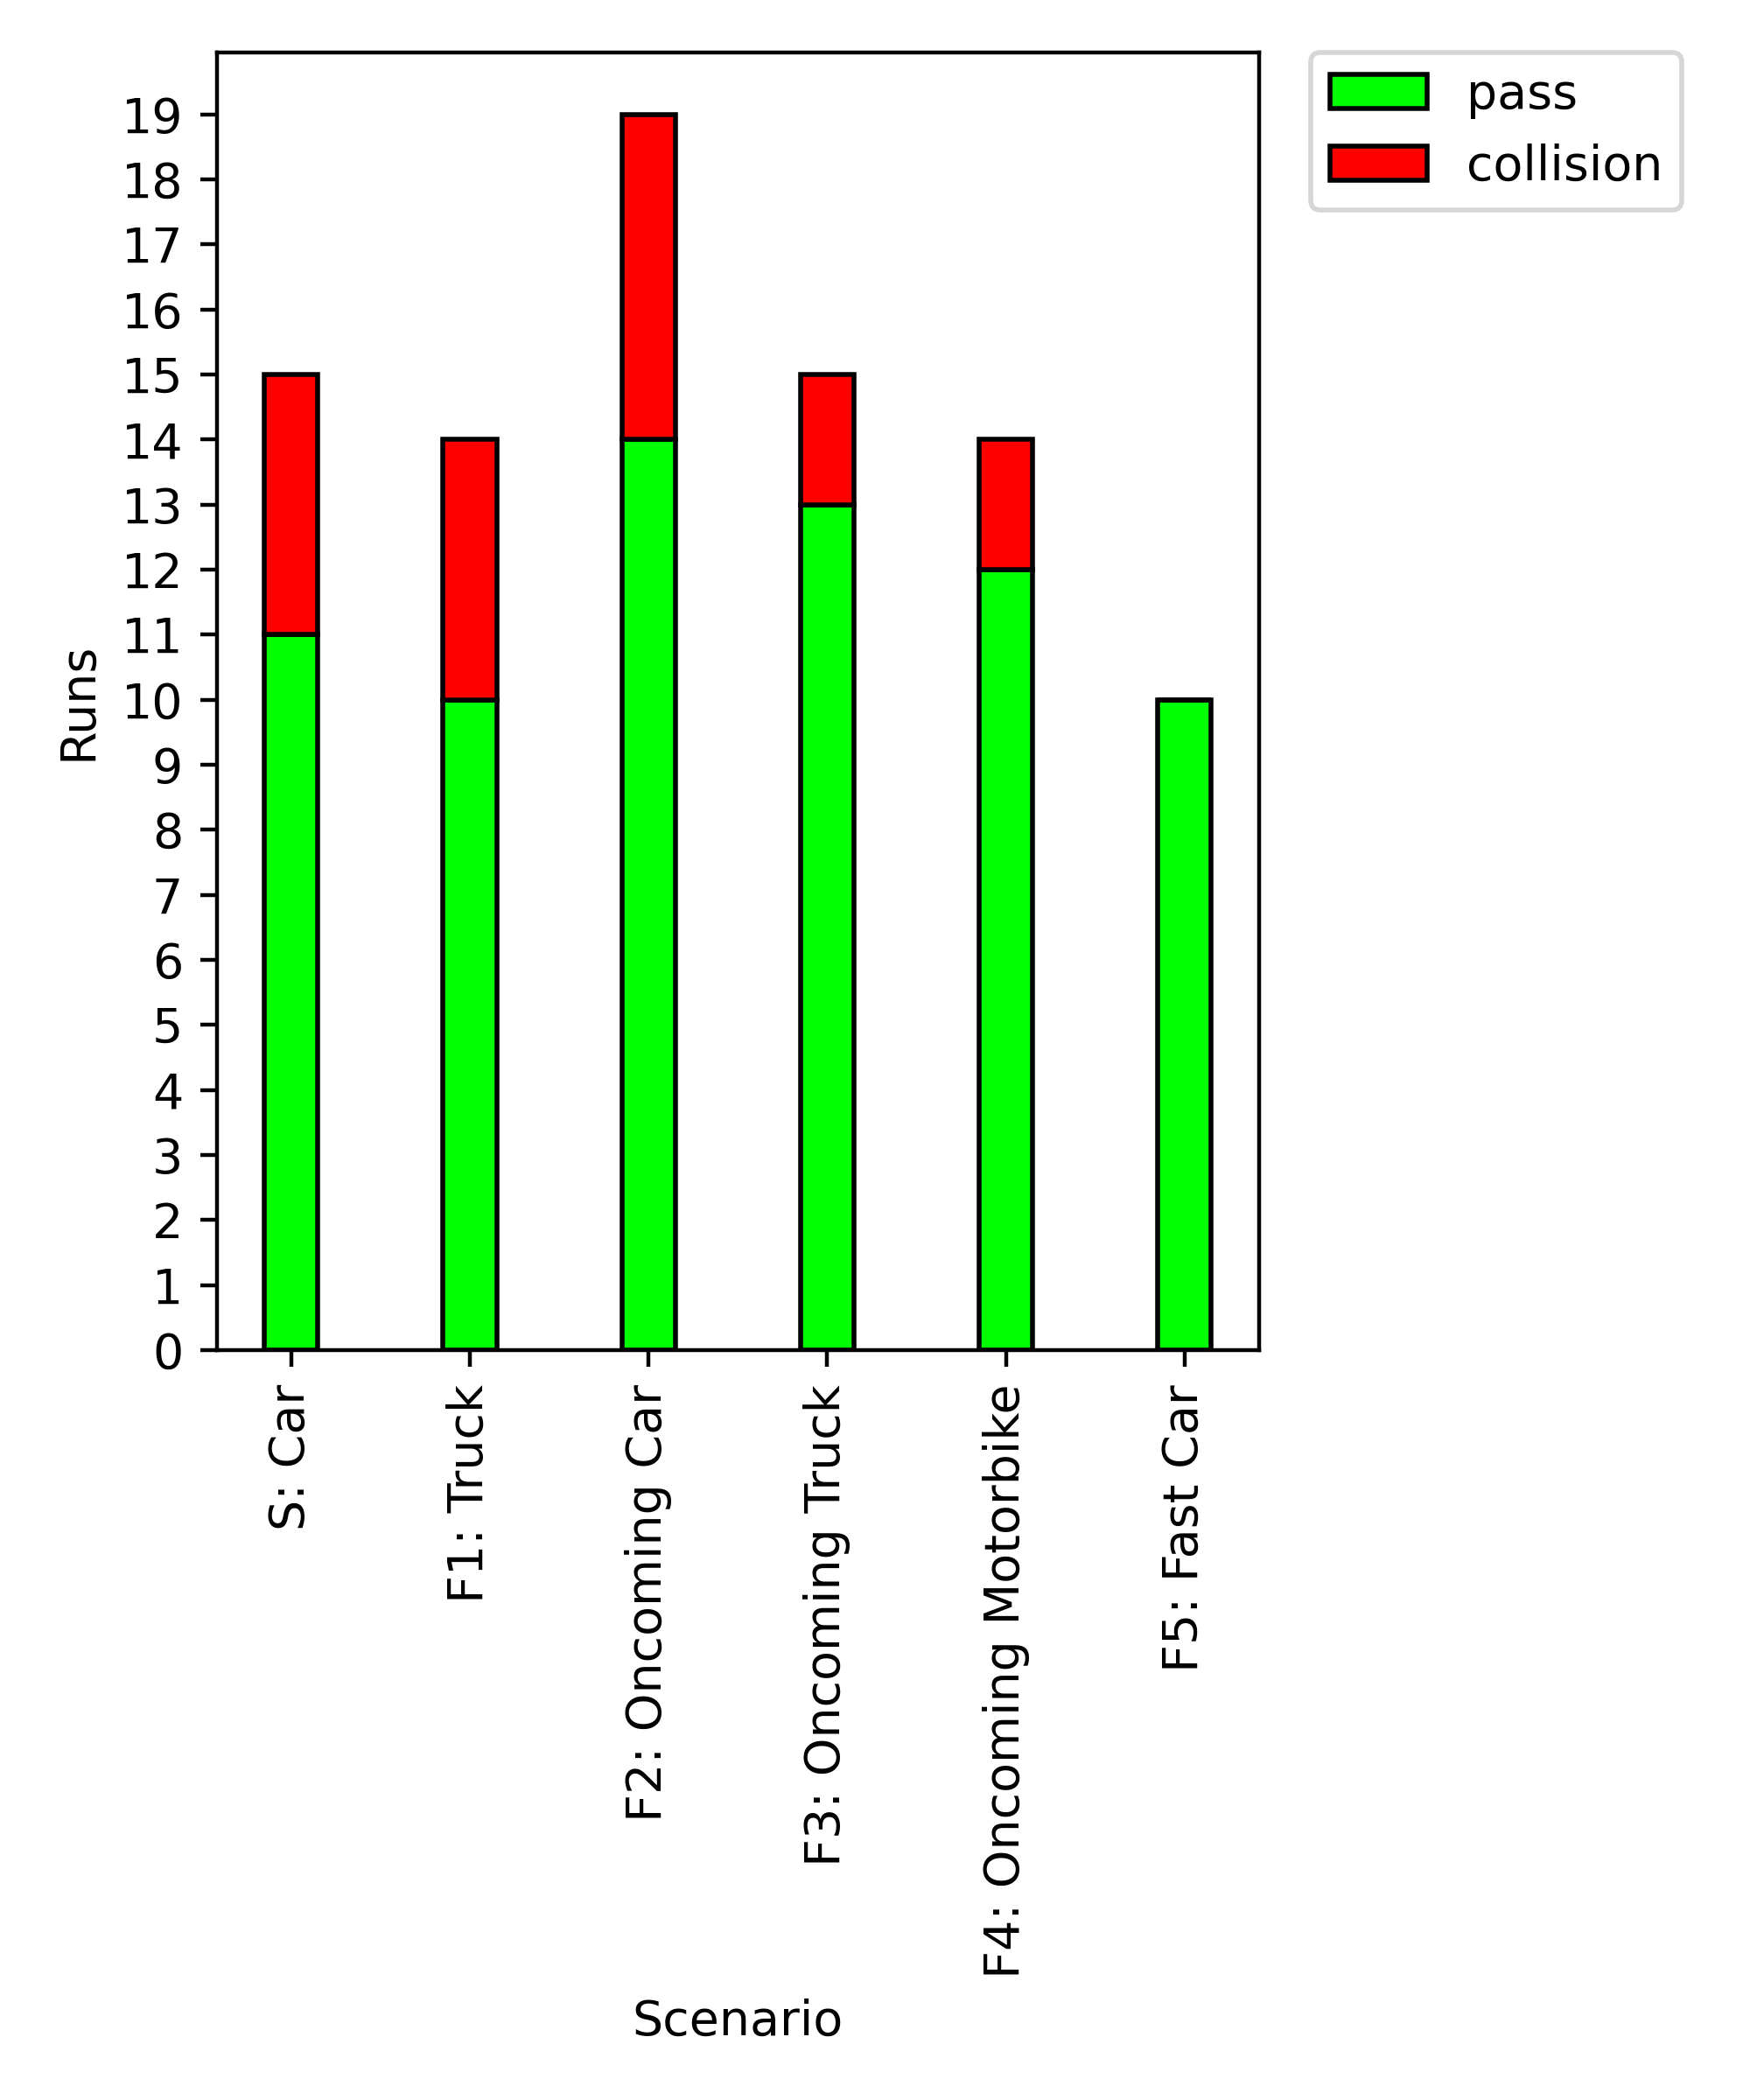 pass
collision
Runs
19
18
17
16
15
14
13
12
11
10
9
8
7
6
5
4
3
2
1
0
S: Car
F1: Truck
F2: Oncoming Car
F3: Oncoming Truck
F4: Oncoming Motorbike
F5: Fast Car
Scenario